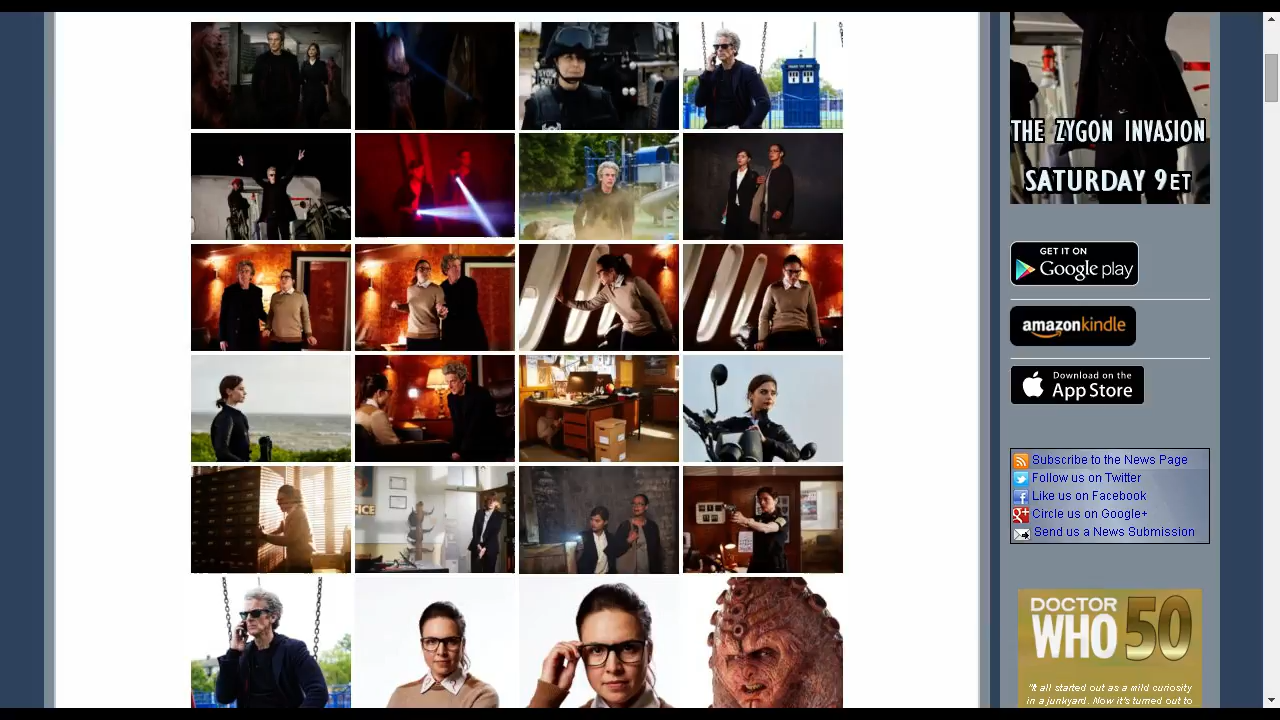 THE ZYGON INVASION
SATURDAY 9ET
GET IT ON
Google play
amazonkindle
Download on the
App Store
Subscribe to the News Page
Follow us on Twitter
Like us on Facebook
Circle us on Google+
Send us a News Submission
DOCTOR
WHO 50
"It all started out as a mild curiosity
in a junkyard. Now it's turned out to